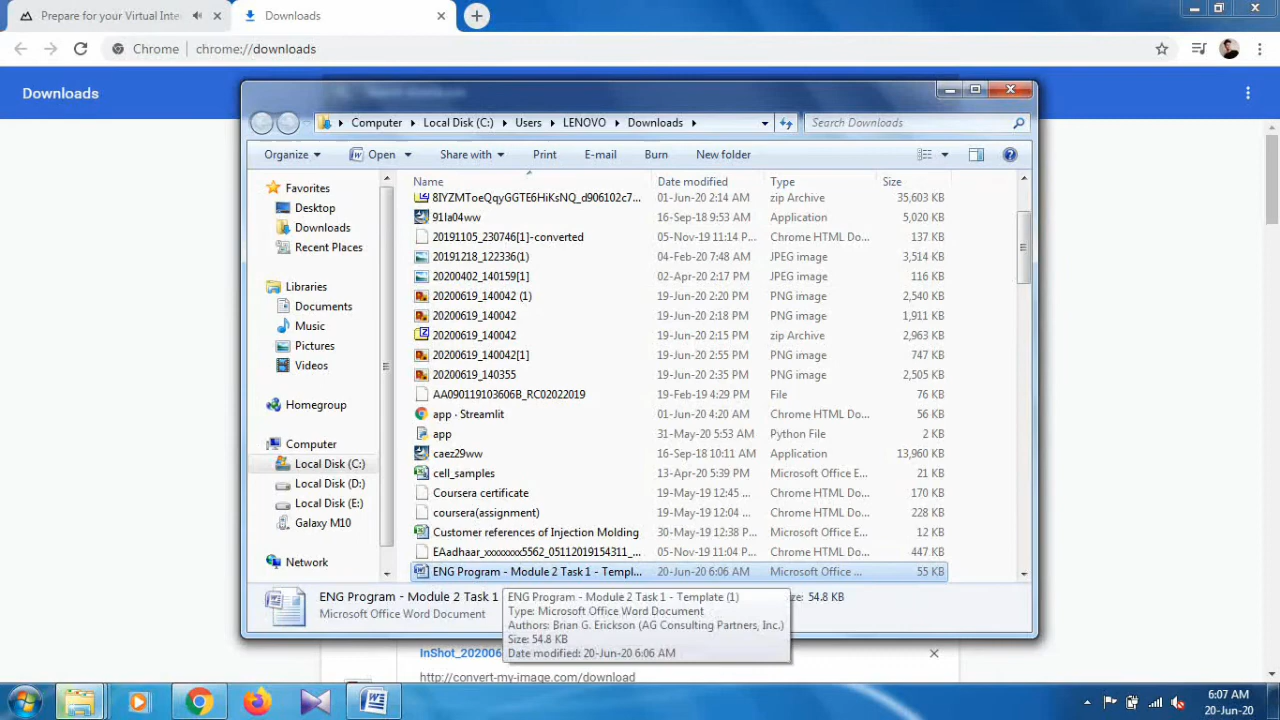 Prepare for your Virtual Inte
Downloads
Chrome
chrome://downloads
Downloads
Computer
Local Disk (C:)
Users
LENOVO
Downloads
Search Downloads
Organize
Open
Share with
Print
E-mail
Burn
New folder
Favorites
Desktop
Downloads
Recent Places
Libraries
Documents
Music
Pictures
Videos
Homegroup
Computer
Local Disk (C:)
Local Disk (D:)
Local Disk (E:)
Galaxy M10
Network
Name Date modified Type Size
8IYZMToeQqyGGTE6HiKsNQ_d906102c7... 01-Jun-20 2:14 AM zip Archive 35,603 KB
91la04ww 16-Sep-18 9:53 AM Application 5,020 KB
20191105_230746[1]-converted 05-Nov-19 11:14 P... Chrome HTML Do... 137 KB
20191218_122336(1) 04-Feb-20 7:48 AM JPEG image 3,514 KB
20200402_140159[1] 02-Apr-20 2:17 PM JPEG image 116 KB
20200619_140042 (1) 19-Jun-20 2:20 PM PNG image 2,540 KB
20200619_140042 19-Jun-20 2:18 PM PNG image 1,911 KB
20200619_140042 19-Jun-20 2:15 PM zip Archive 2,963 KB
20200619_140042[1] 19-Jun-20 2:55 PM PNG image 747 KB
20200619_140355 19-Jun-20 2:35 PM PNG image 2,505 KB
AA090119103606B_RC02022019 19-Feb-19 4:29 PM File 76 KB
app · Streamlit 01-Jun-20 4:20 AM Chrome HTML Do... 56 KB
app 31-May-20 5:53 AM Python File 2 KB
caez29ww 16-Sep-18 10:11 AM Application 13,960 KB
cell_samples 13-Apr-20 5:39 PM Microsoft Office E... 21 KB
Coursera certificate 19-May-19 12:45 ... Chrome HTML Do... 170 KB
coursera(assignment) 19-May-19 12:04 ... Chrome HTML Do... 228 KB
Customer references of Injection Molding 30-May-19 12:38 P... Microsoft Office E... 12 KB
EAadhaar_xxxxxxxx5562_05112019154311_... 05-Nov-19 11:04 P... Chrome HTML Do... 447 KB
ENG Program - Module 2 Task 1 - Templ... 20-Jun-20 6:06 AM Microsoft Office ... 55 KB
ENG Program - Module 2 Task 1
Microsoft Office Word Document
ze: 54.8 KB
ENG Program - Module 2 Task 1 - Template (1)
Type: Microsoft Office Word Document
Authors: Brian G. Erickson (AG Consulting Partners, Inc.)
Size: 54.8 KB
Date modified: 20-Jun-20 6:06 AM
InShot_202006
http://convert-my-image.com/download
6:07 AM
20-Jun-20